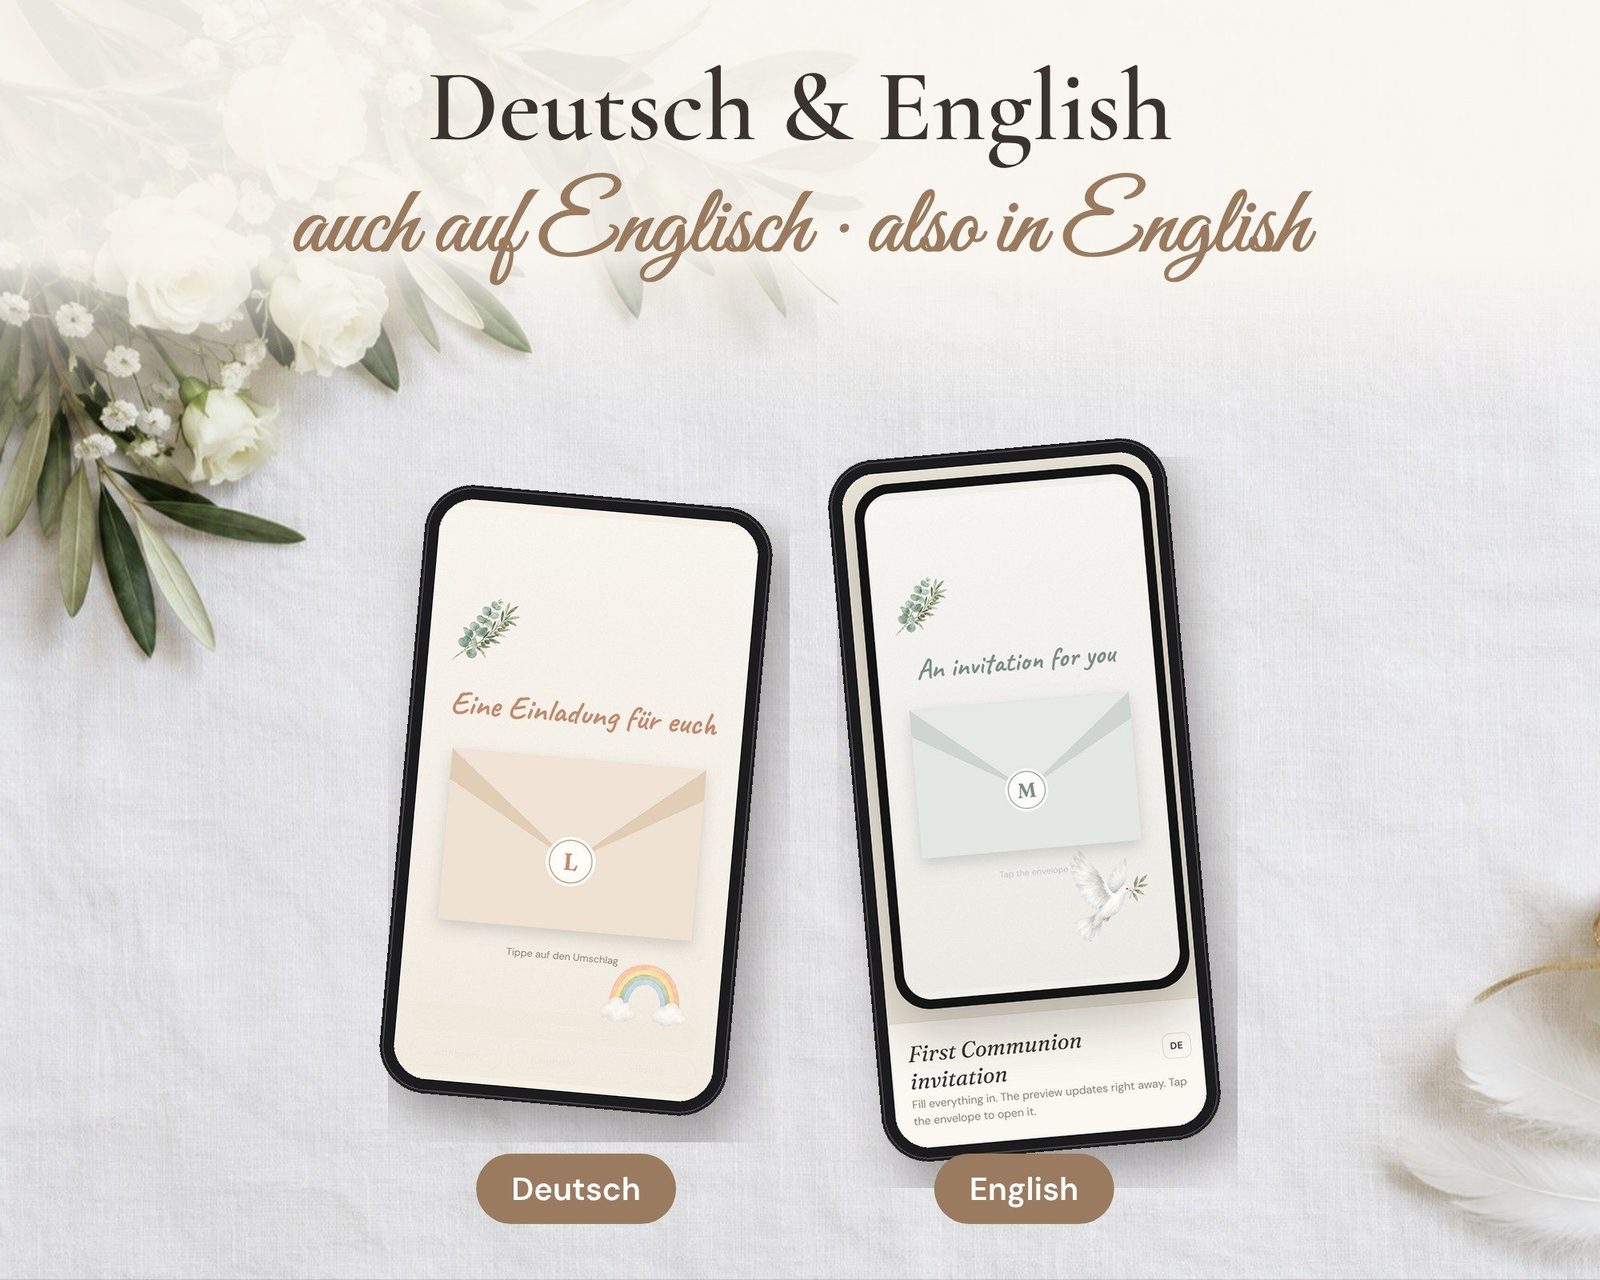 Deutsch & English
auch auf Englisch · also in English
Eine Einladung für euch
L
Tippe auf den Umschlag
An invitation for you
M
Tap the envelope
First Communion
invitation
DE
Fill everything in. The preview updates right away. Tap
the envelope to open it.
Deutsch
English